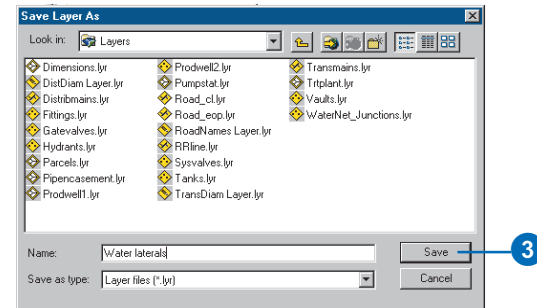 Save Layer As
Look in: Layers
Dimensions.lyr Prodwell2.lyr Transmains.lyr
DistDiam Layer.lyr Pumpstat.lyr Trtplant.lyr
Distribmains.lyr Road_cl.lyr Vaults.lyr
Fittings.lyr Road_eop.lyr WaterNet_Junctions.lyr
Gatevalves.lyr RoadNames Layer.lyr
Hydrants.lyr RRline.lyr
Parcels.lyr Sysvalves.lyr
Pipencasement.lyr Tanks.lyr
Prodwell1.lyr TransDiam Layer.lyr
Name: Water laterals Save 3
Save as type: Layer files (*.lyr) Cancel